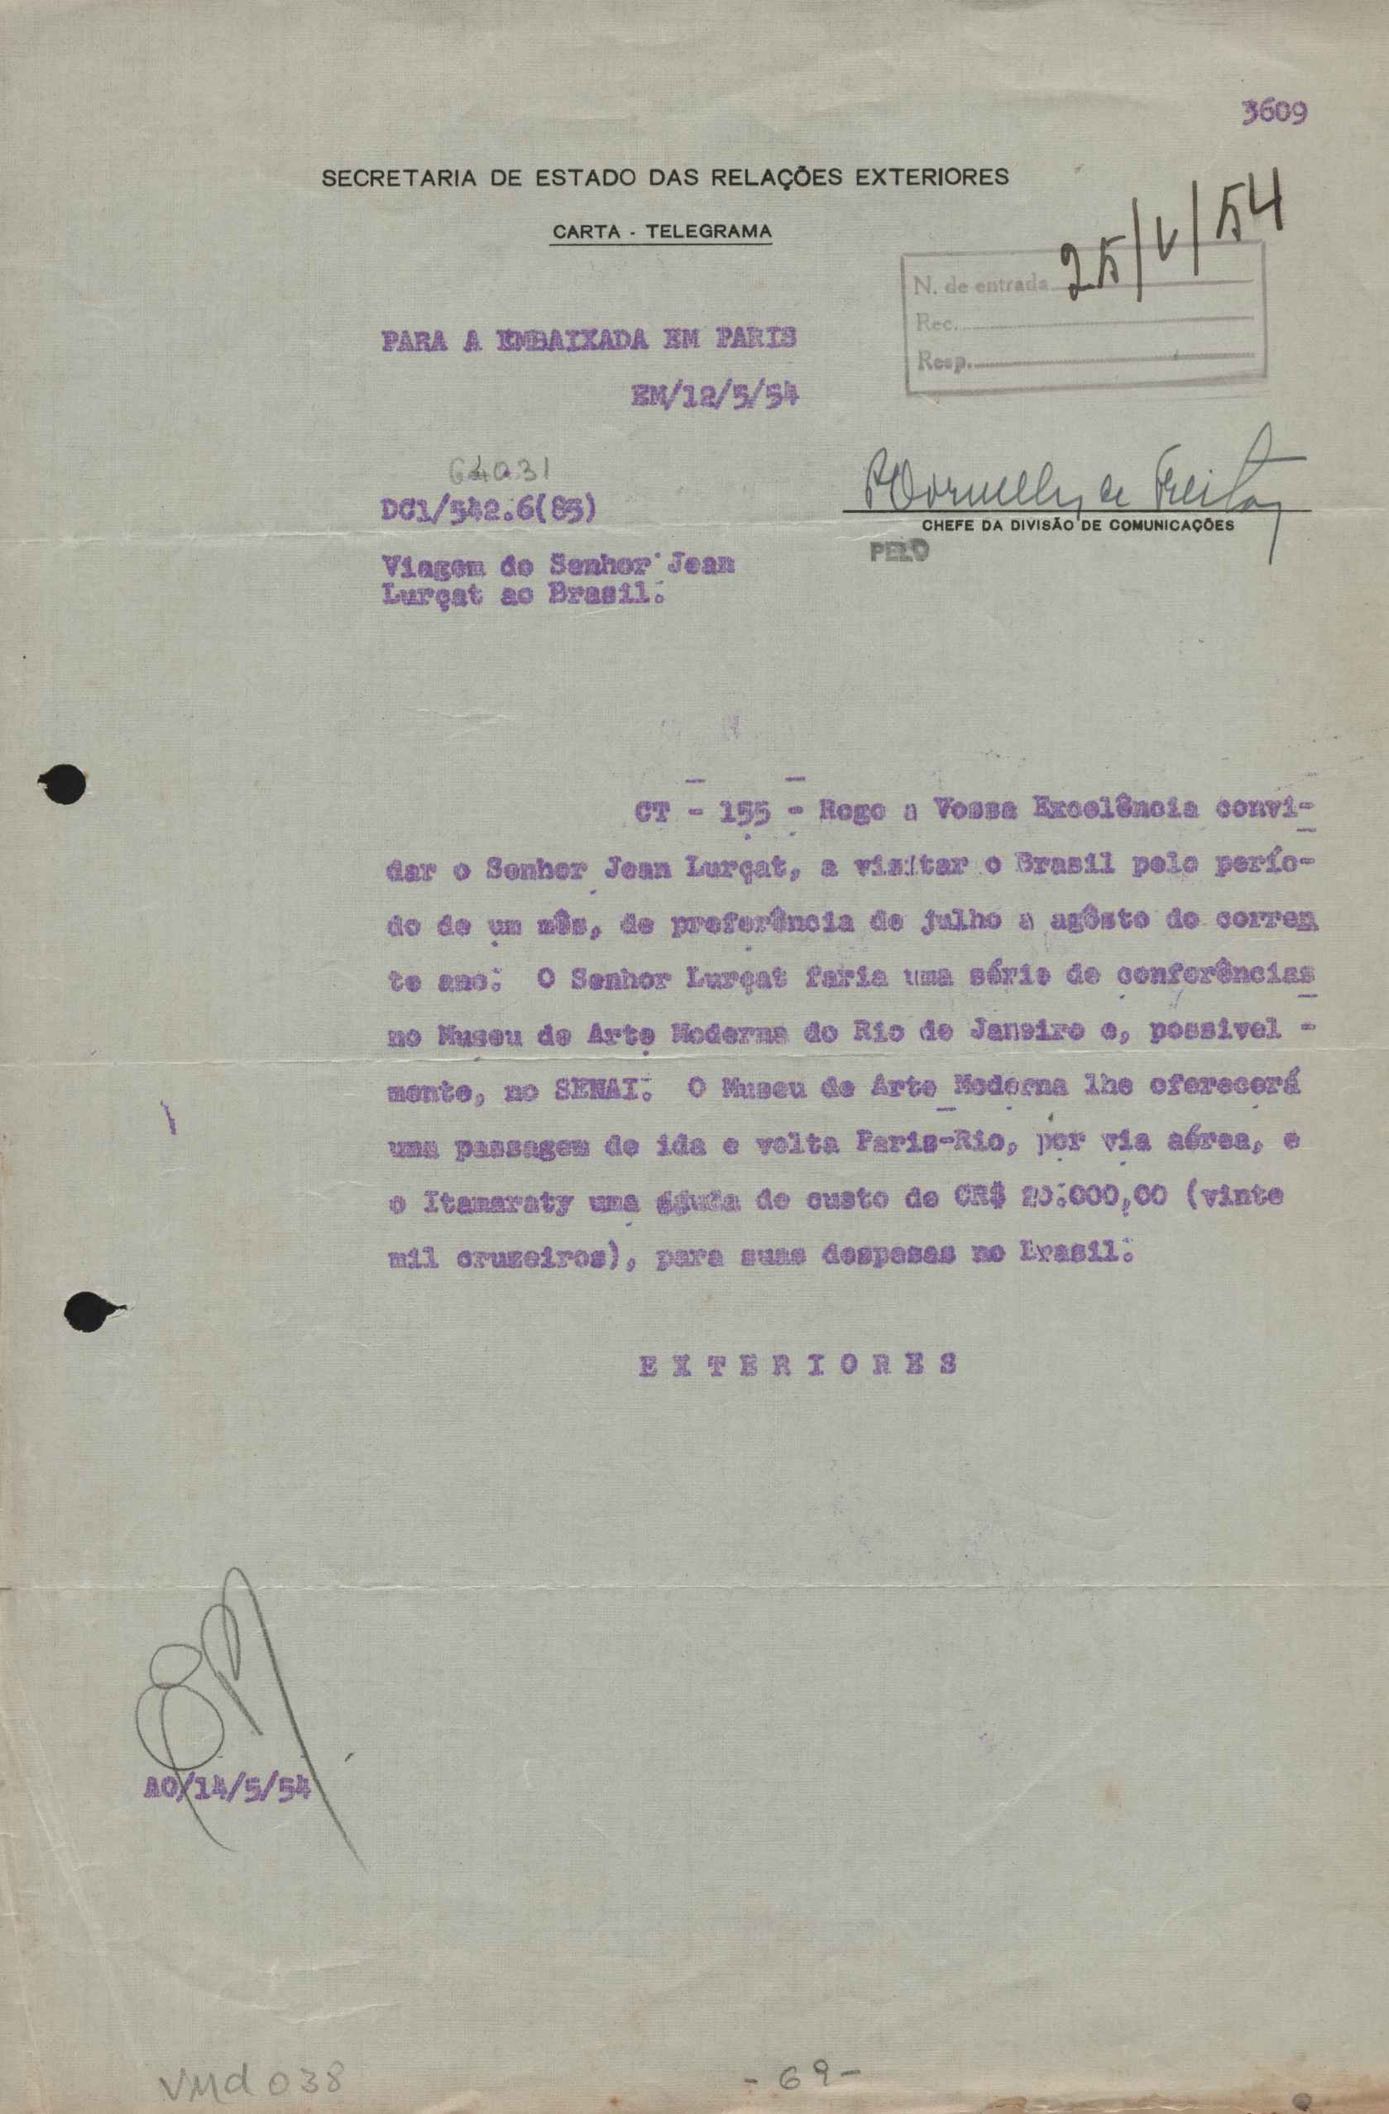 3609
SECRETARIA DE ESTADO DAS RELAÇÕES EXTERIORES
CARTA - TELEGRAMA
25/V/54
N. de entrada
Rec.
Resp.
PARA A EMBAIXADA EM PARIS
EM/12/5/54
DC1/542.6(85)
CHEFE DA DIVISÃO DE COMUNICAÇÕES
PELO
Viagem do Senhor Jean
Lurçat ao Brasil.
CT - 155 - Rogo a Vossa Excelência convi-
dar o Senhor Jean Lurçat, a visitar o Brasil pelo perío-
do de um mês, de preferência de julho a agôsto do corren
te ano. O Senhor Lurçat faria uma série de conferências
no Museu de Arte Moderna do Rio de Janeiro e, possivel -
mente, no SENAI. O Museu de Arte Moderna lhe oferecerá
uma passagem de ida e volta Paris-Rio, por via aérea, e
o Itamaraty uma ajuda de custo de CR$ 20.000,00 (vinte
mil cruzeiros), para suas despesas no Brasil.
EXTERIORES
AO/14/5/54
VMd 038
- 69 -